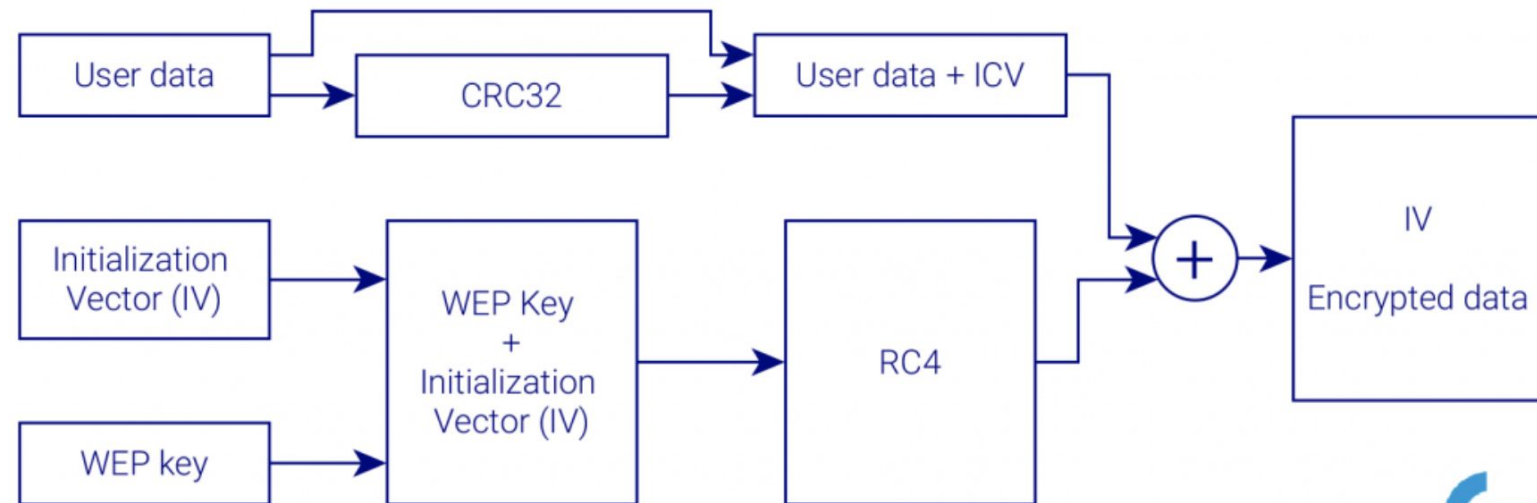 User data
CRC32
User data + ICV
Initialization
Vector (IV)
WEP Key
+
Initialization
Vector (IV)
RC4
+
IV
Encrypted data
WEP key